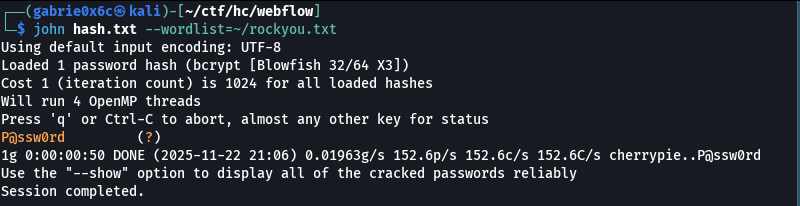 ┌──(gabrie0x6c㉿kali)-[~/ctf/hc/webflow]
└─$ john hash.txt --wordlist=~/rockyou.txt
Using default input encoding: UTF-8
Loaded 1 password hash (bcrypt [Blowfish 32/64 X3])
Cost 1 (iteration count) is 1024 for all loaded hashes
Will run 4 OpenMP threads
Press 'q' or Ctrl-C to abort, almost any other key for status
P@ssw0rd         (?)
1g 0:00:00:50 DONE (2025-11-22 21:06) 0.01963g/s 152.6p/s 152.6c/s 152.6C/s cherrypie..P@ssw0rd
Use the "--show" option to display all of the cracked passwords reliably
Session completed.